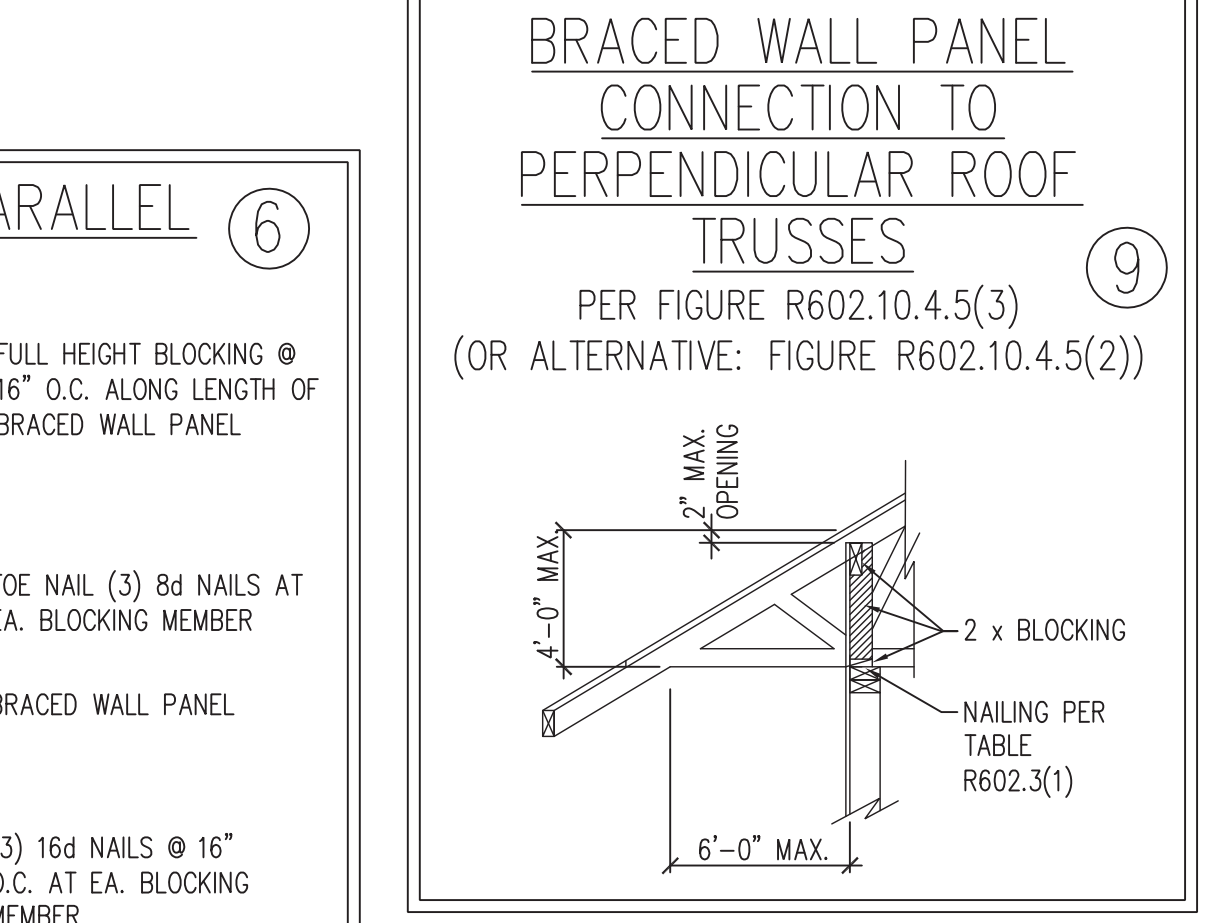 ARALLEL
6
FULL HEIGHT BLOCKING @
16" O.C. ALONG LENGTH OF
BRACED WALL PANEL
TOE NAIL (3) 8d NAILS AT
EA. BLOCKING MEMBER
BRACED WALL PANEL
3) 16d NAILS @ 16"
O.C. AT EA. BLOCKING
MEMBER
BRACED WALL PANEL
CONNECTION TO
PERPENDICULAR ROOF
TRUSSES
9
PER FIGURE R602.10.4.5(3)
(OR ALTERNATIVE: FIGURE R602.10.4.5(2))
2" MAX.
OPENING
4'-0" MAX.
2 x BLOCKING
NAILING PER
TABLE
R602.3(1)
6'-0" MAX.